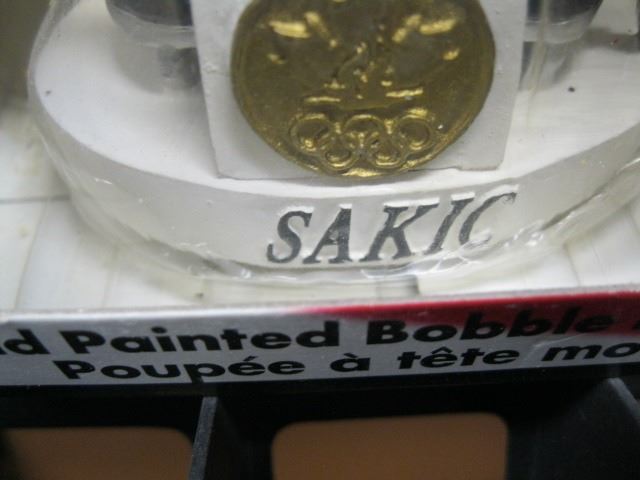 SAKIC
Painted Bobble
Poupée à tête